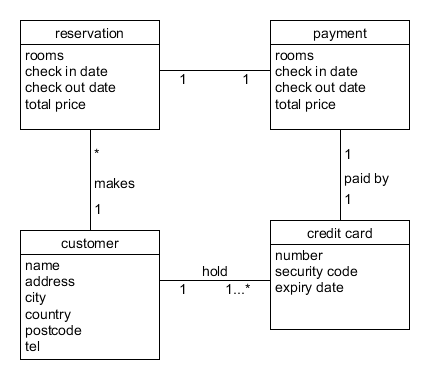 reservation
rooms
check in date
check out date
total price
payment
rooms
check in date
check out date
total price
1 1
*
makes
1
1
paid by
1
customer
name
address
city
country
postcode
tel
hold
1 1...*
credit card
number
security code
expiry date